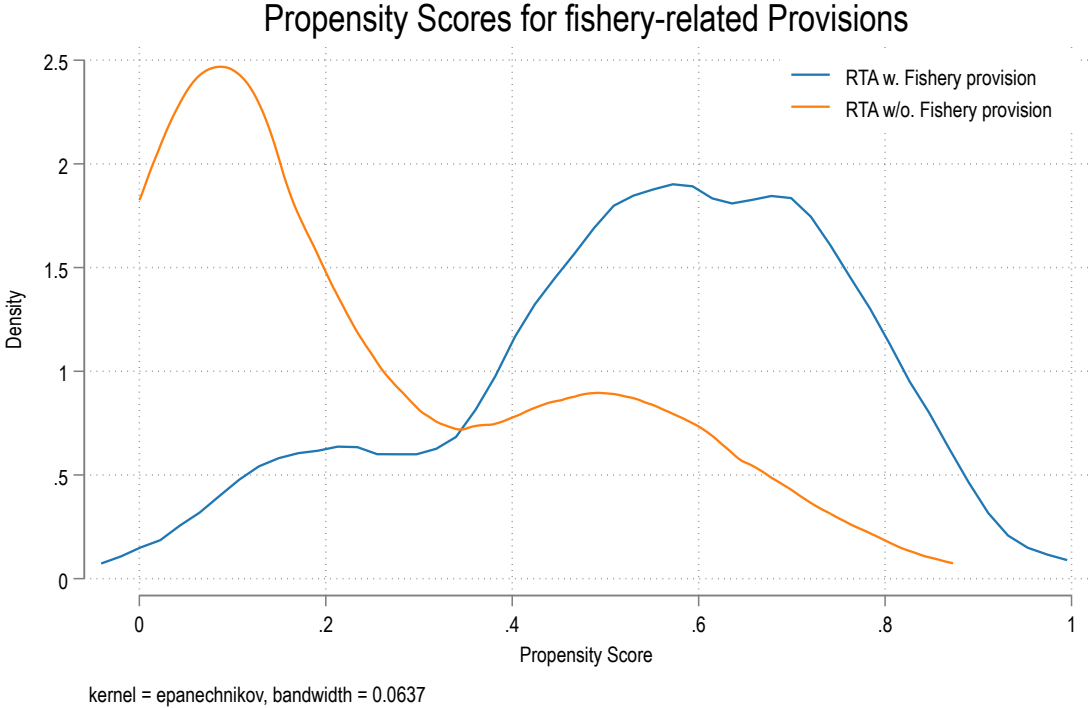 Propensity Scores for fishery-related Provisions
RTA w. Fishery provision
RTA w/o. Fishery provision
2.5
2
1.5
1
.5
0
Density
0 .2 .4 .6 .8 1
Propensity Score
kernel = epanechnikov, bandwidth = 0.0637